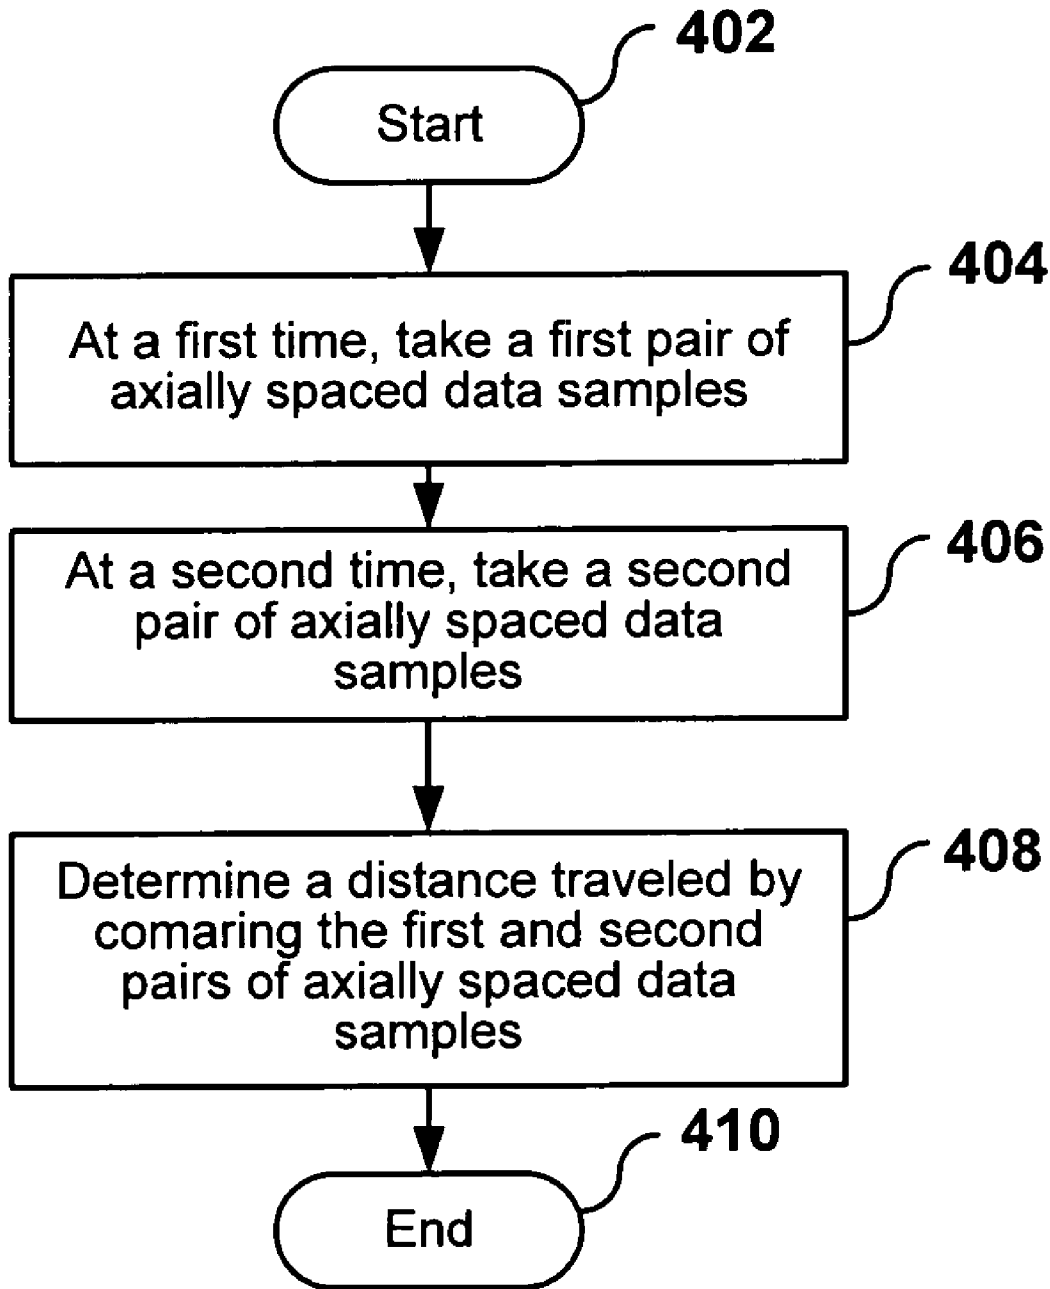 402
Start
404
At a first time, take a first pair of
axially spaced data samples
406
At a second time, take a second
pair of axially spaced data
samples
408
Determine a distance traveled by
comaring the first and second
pairs of axially spaced data
samples
410
End